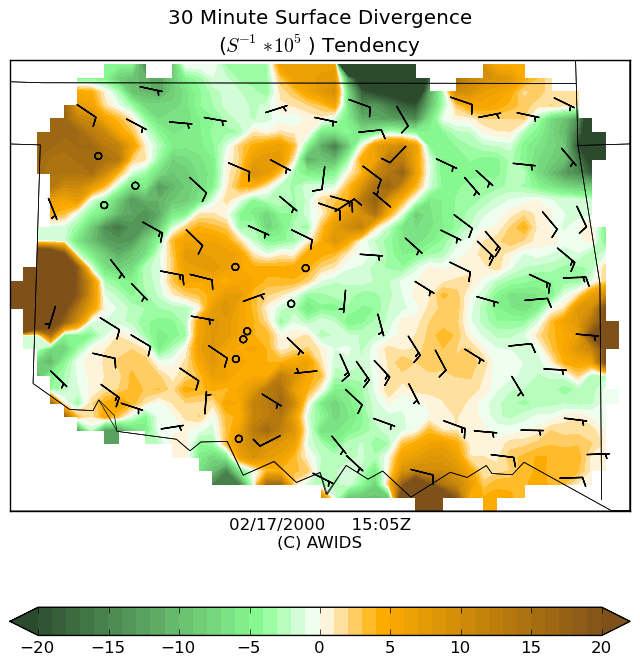 30 Minute Surface Divergence
(S⁻¹ * 10⁵ ) Tendency
02/17/2000 15:05Z
(C) AWIDS
−20 −15 −10 −5 0 5 10 15 20